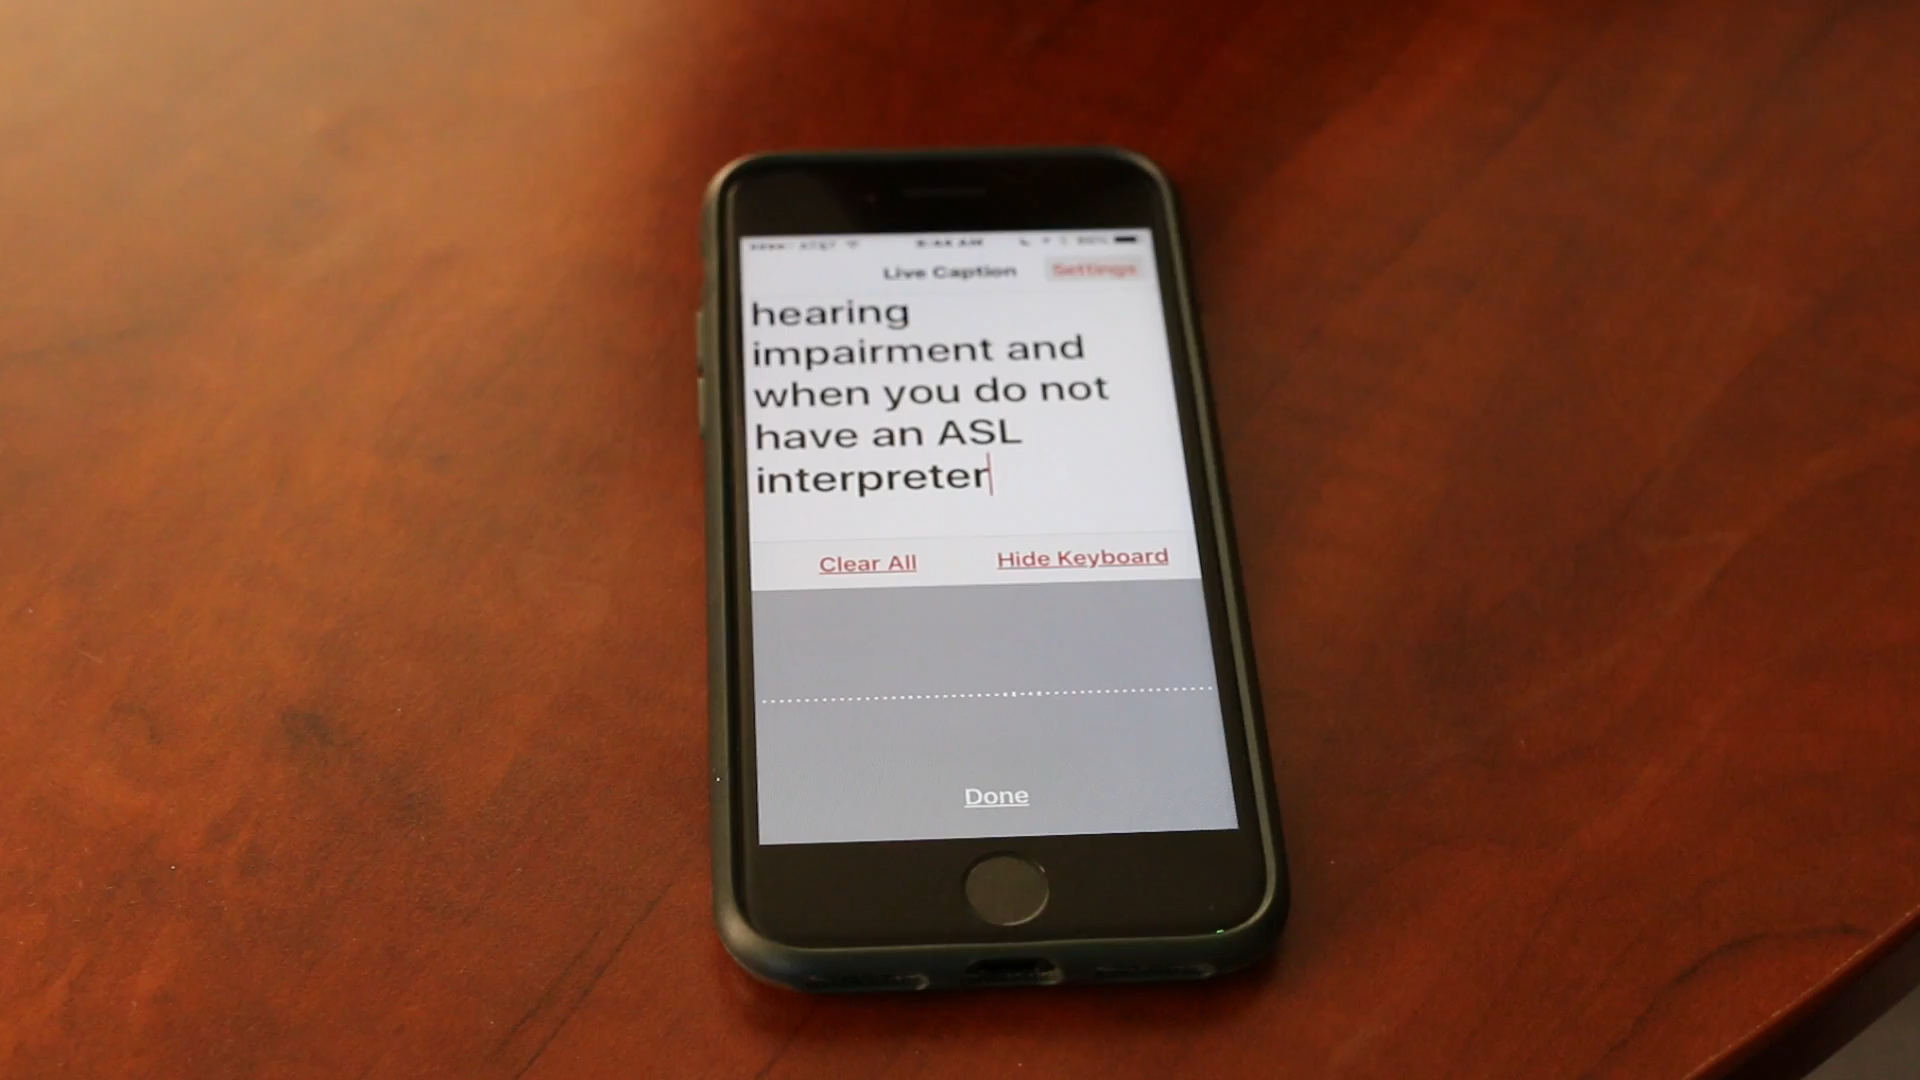 AT&T
Live Caption
Settings
hearing
impairment and
when you do not
have an ASL
interpreter
Clear All
Hide Keyboard
Done